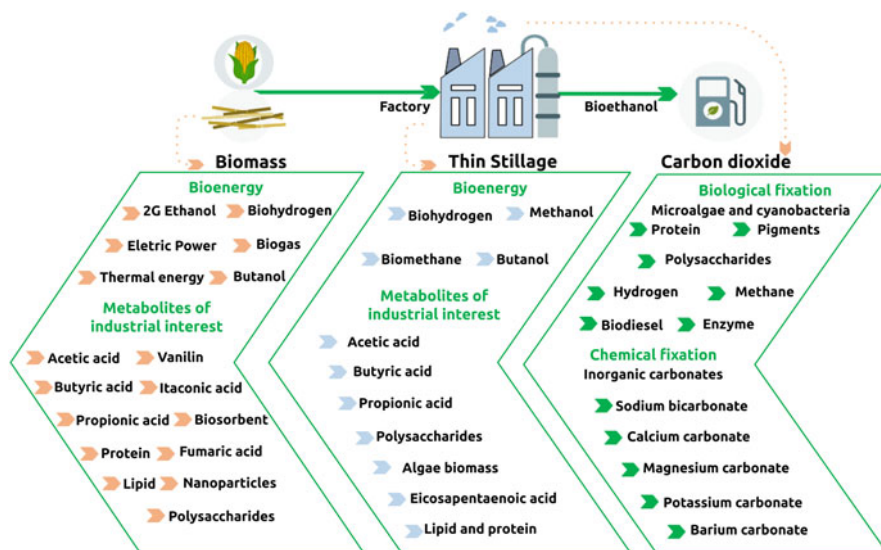 Factory
Bioethanol
Biomass
Thin Stillage
Carbon dioxide
Bioenergy
2G Ethanol
Biohydrogen
Eletric Power
Biogas
Thermal energy
Butanol
Metabolites of
industrial interest
Acetic acid
Vanilin
Butyric acid
Itaconic acid
Propionic acid
Biosorbent
Protein
Fumaric acid
Lipid
Nanoparticles
Polysaccharides
Bioenergy
Biohydrogen
Methanol
Biomethane
Butanol
Metabolites of
industrial interest
Acetic acid
Butyric acid
Propionic acid
Polysaccharides
Algae biomass
Eicosapentaenoic acid
Lipid and protein
Biological fixation
Microalgae and cyanobacteria
Protein
Pigments
Polysaccharides
Hydrogen
Methane
Biodiesel
Enzyme
Chemical fixation
Inorganic carbonates
Sodium bicarbonate
Calcium carbonate
Magnesium carbonate
Potassium carbonate
Barium carbonate